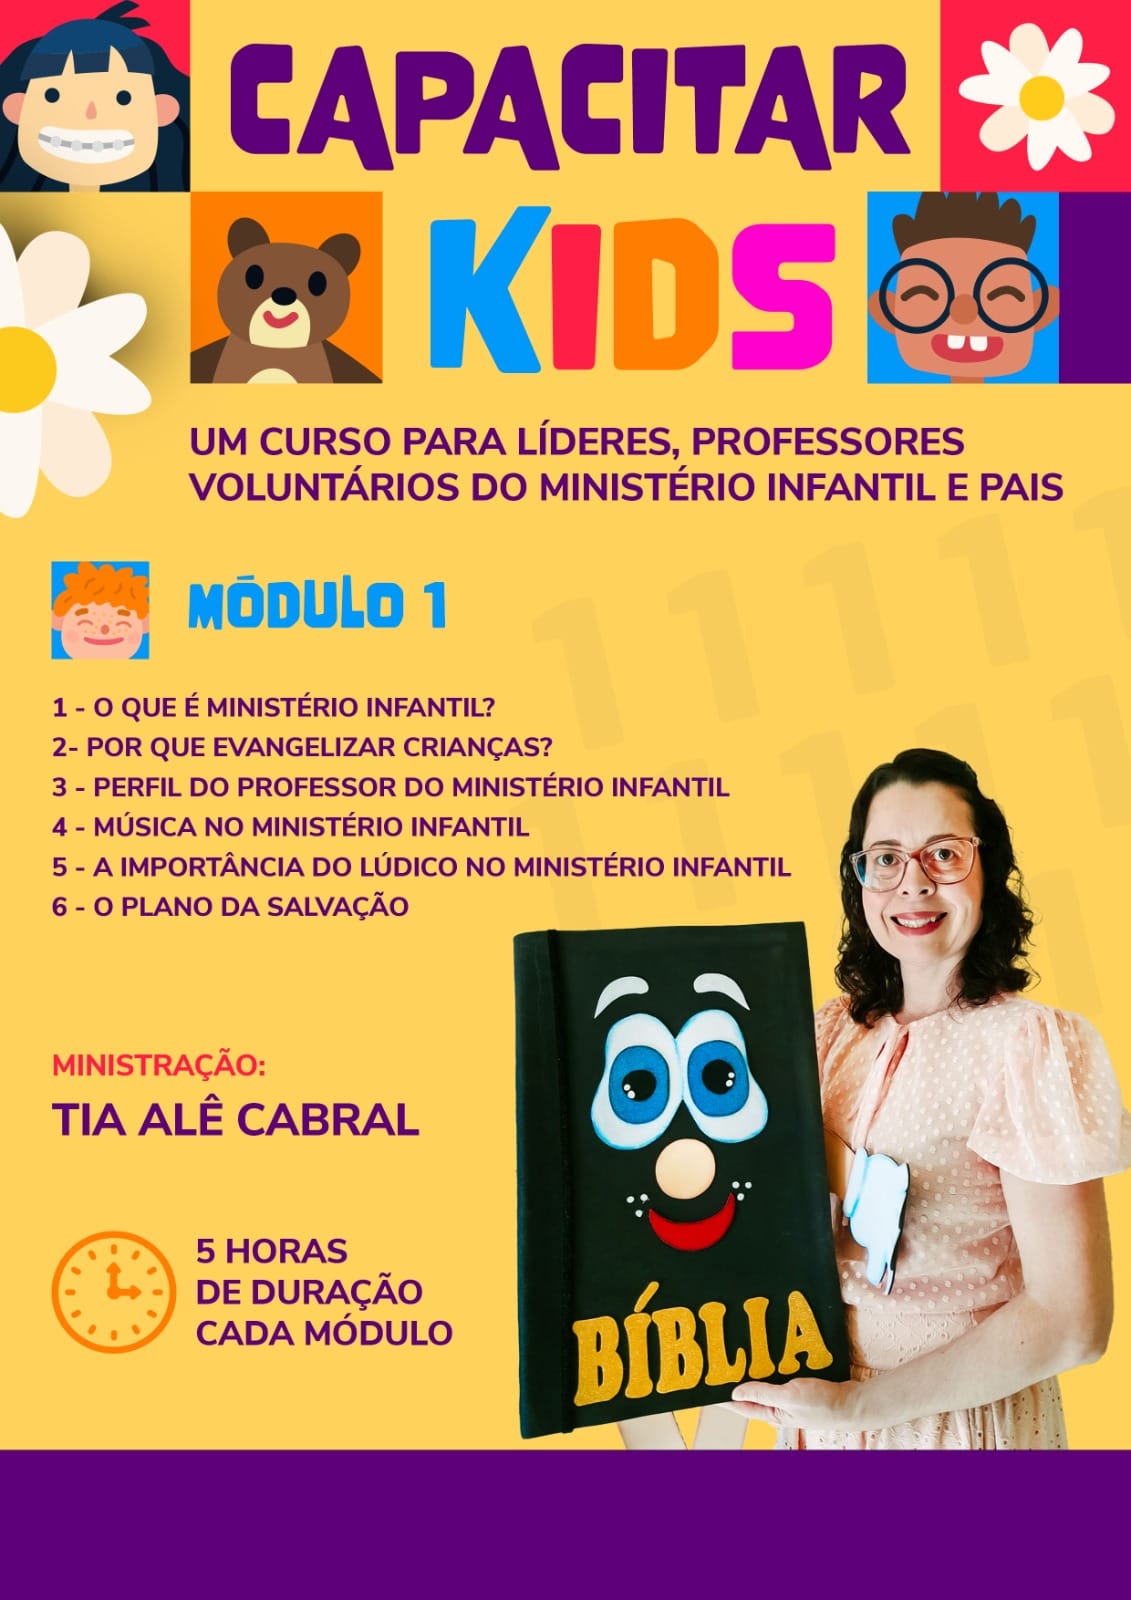 CAPACITAR
KIDS
UM CURSO PARA LÍDERES, PROFESSORES
VOLUNTÁRIOS DO MINISTÉRIO INFANTIL E PAIS
MÓDULO 1
1 - O QUE É MINISTÉRIO INFANTIL?
2- POR QUE EVANGELIZAR CRIANÇAS?
3 - PERFIL DO PROFESSOR DO MINISTÉRIO INFANTIL
4 - MÚSICA NO MINISTÉRIO INFANTIL
5 - A IMPORTÂNCIA DO LÚDICO NO MINISTÉRIO INFANTIL
6 - O PLANO DA SALVAÇÃO
MINISTRAÇÃO:
TIA ALÊ CABRAL
5 HORAS
DE DURAÇÃO
CADA MÓDULO
BÍBLIA